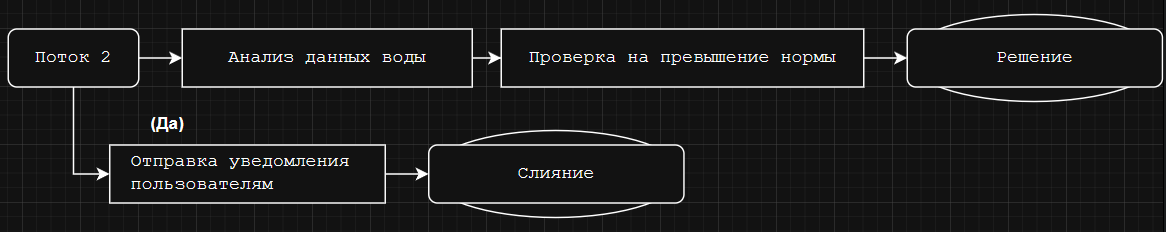 Поток 2
Анализ данных воды
Проверка на превышение нормы
Решение
(Да)
Отправка уведомления
пользователям
Слияние